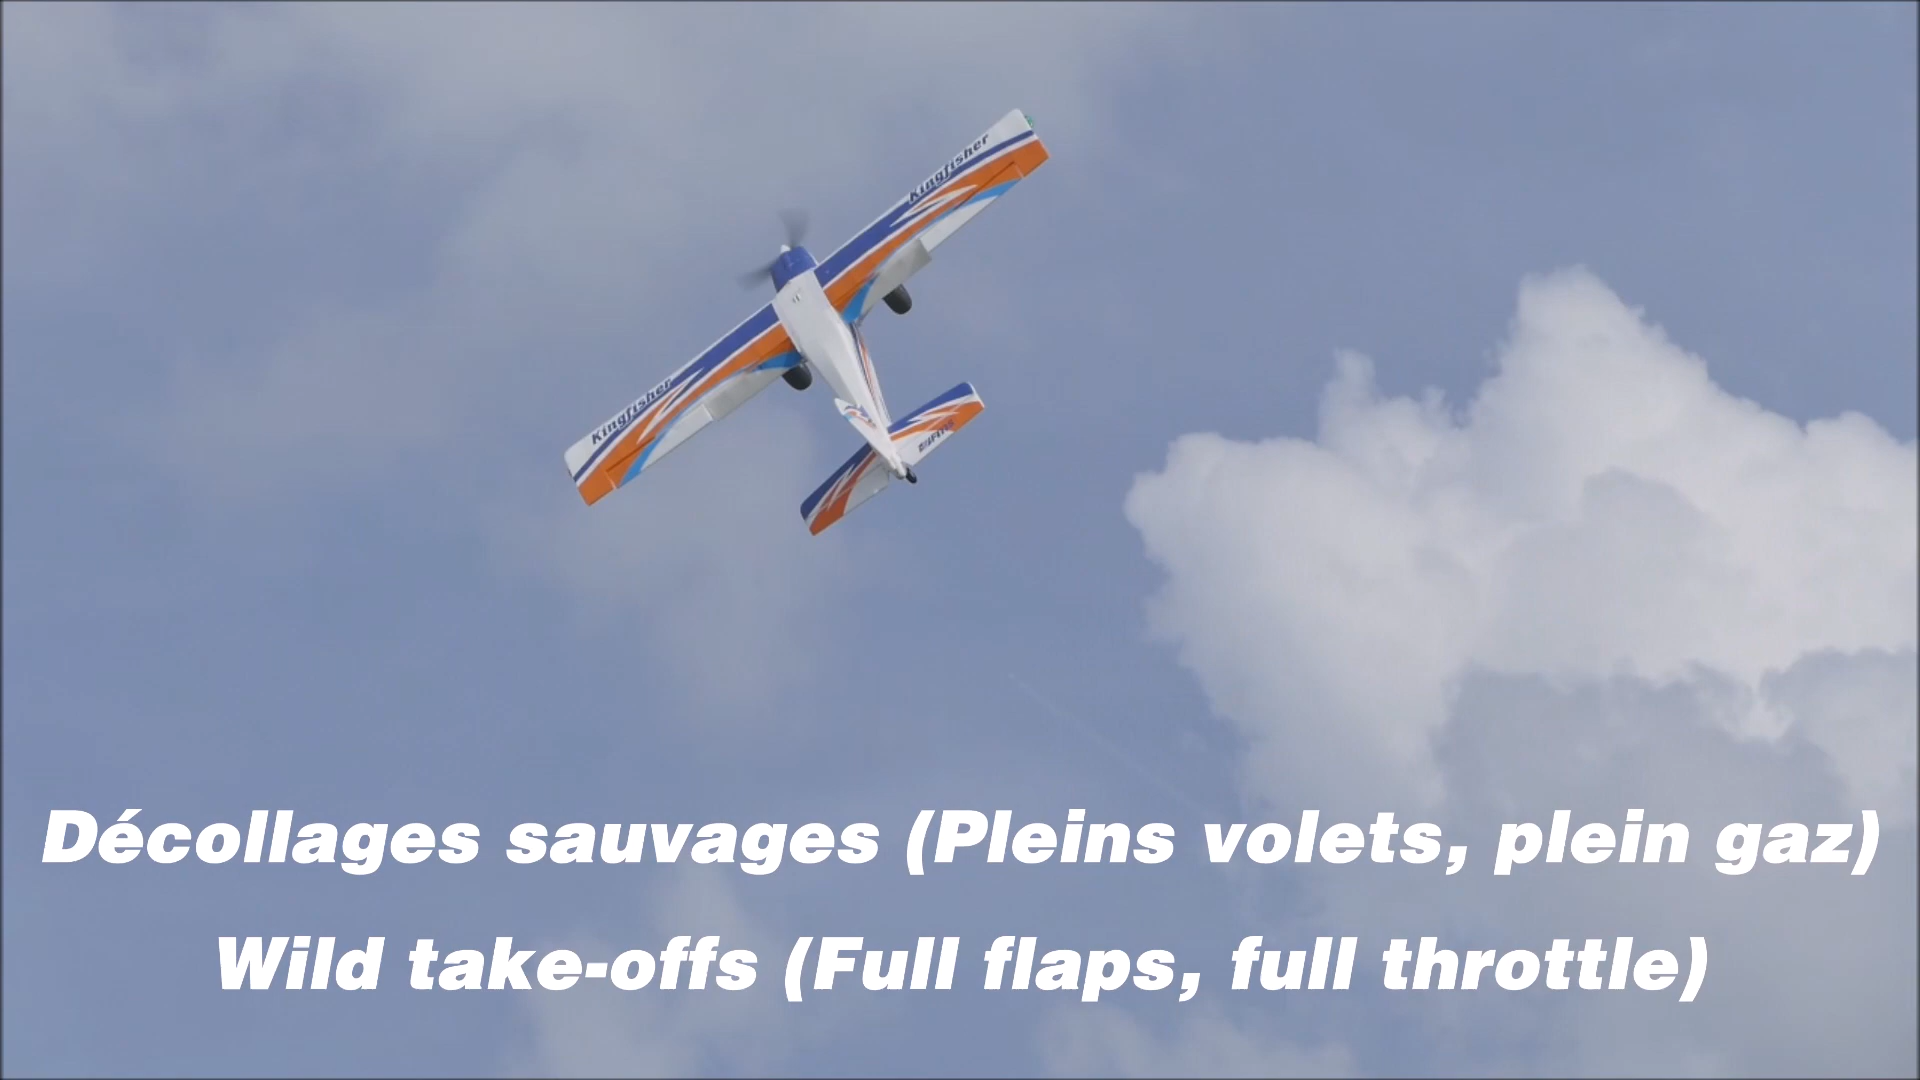 Kingfisher
Kingfisher
Décollages sauvages (Pleins volets, plein gaz)
Wild take-offs (Full flaps, full throttle)